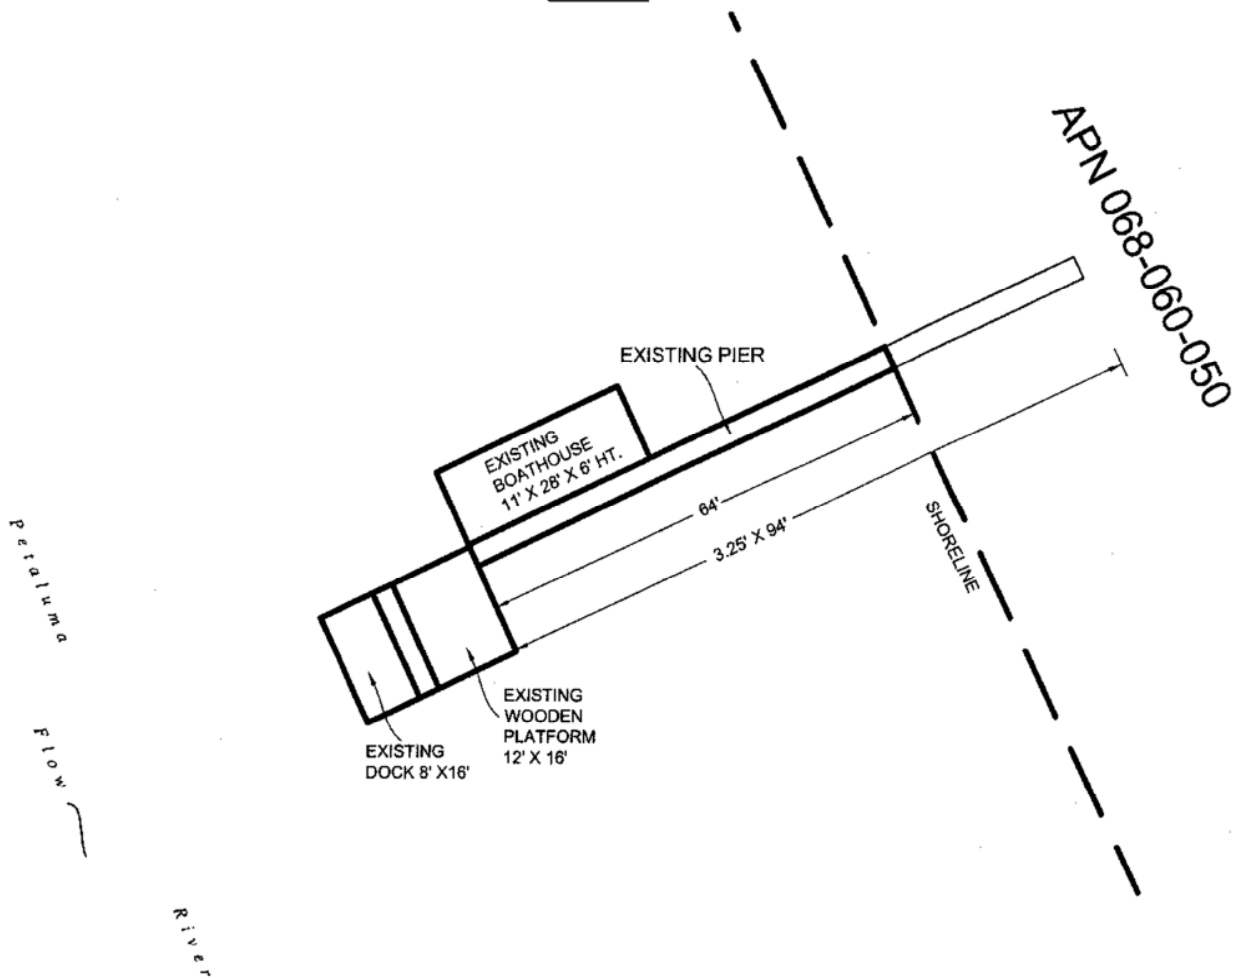 APN 068-060-050
EXISTING PIER
EXISTING
BOATHOUSE
11' X 28' X 6' HT.
64'
3.25' X 94'
SHORELINE
Petaluma
Flow
River
EXISTING
WOODEN
PLATFORM
12' X 16'
EXISTING
DOCK 8' X16'